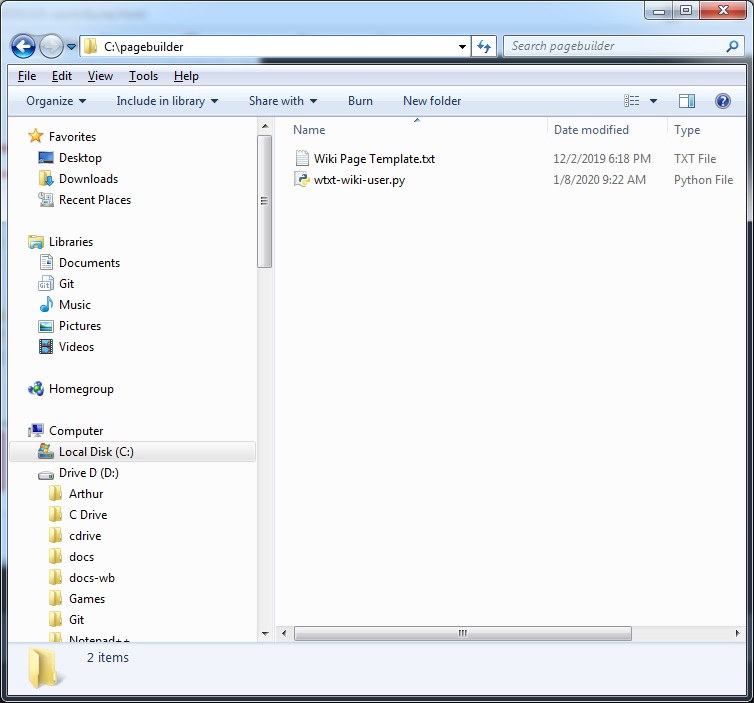 C:\pagebuilder
Search pagebuilder
File Edit View Tools Help
Organize Include in library Share with Burn New folder
Favorites
Desktop
Downloads
Recent Places
Libraries
Documents
Git
Music
Pictures
Videos
Homegroup
Computer
Local Disk (C:)
Drive D (D:)
Arthur
C Drive
cdrive
docs
docs-wb
Games
Git
Notepad++
Name Date modified Type
Wiki Page Template.txt 12/2/2019 6:18 PM TXT File
wtxt-wiki-user.py 1/8/2020 9:22 AM Python File
2 items